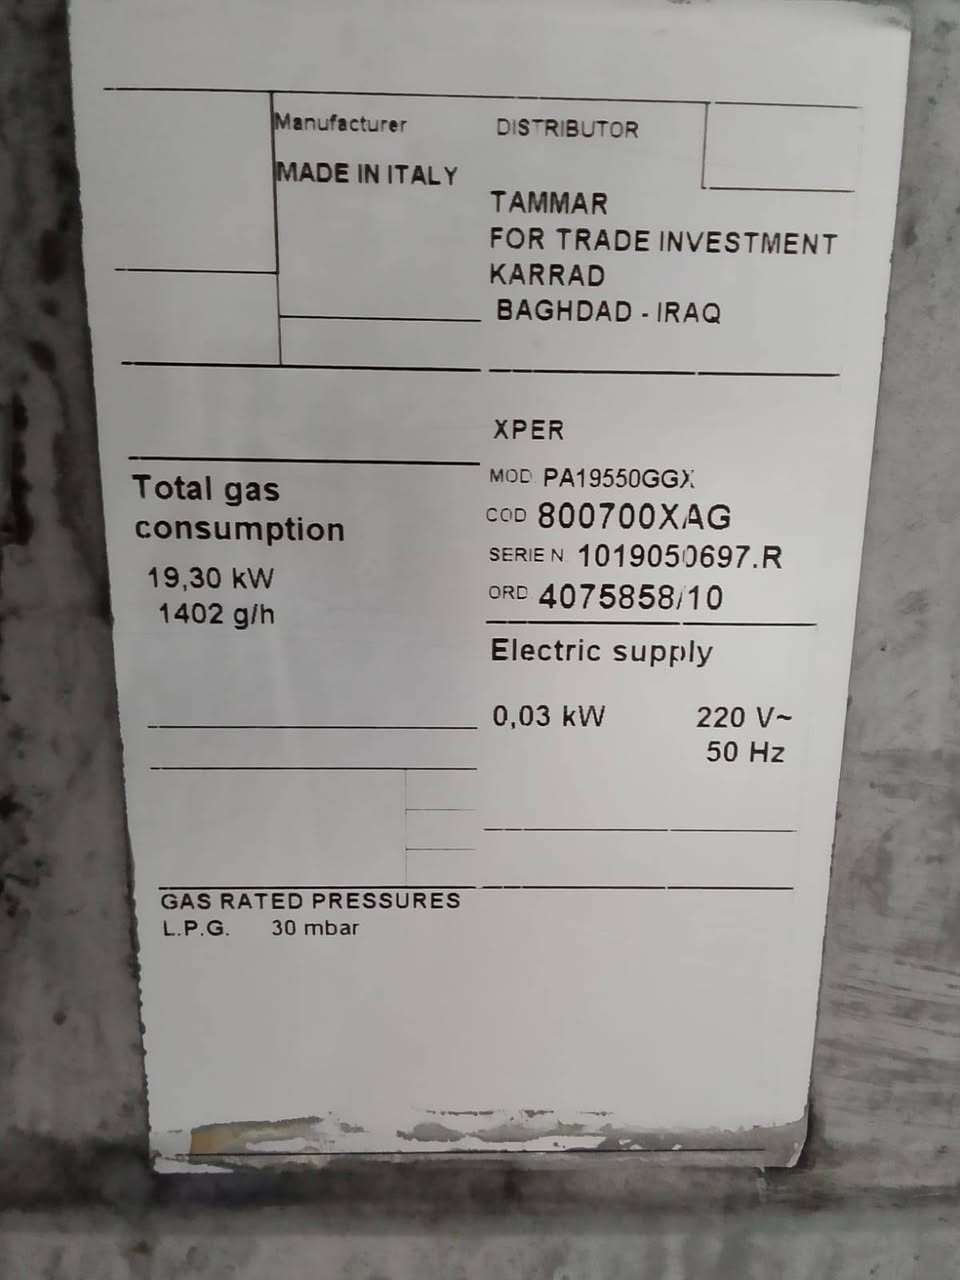 Manufacturer
MADE IN ITALY
DISTRIBUTOR
TAMMAR
FOR TRADE INVESTMENT
KARRAD
BAGHDAD - IRAQ
Total gas
consumption
19,30 kW
1402 g/h
XPER
MOD PA19550GGX
COD 800700XAG
SERIE N 1019050697.R
ORD 4075858/10
Electric supply
0,03 kW 220 V~
50 Hz
GAS RATED PRESSURES
L.P.G. 30 mbar